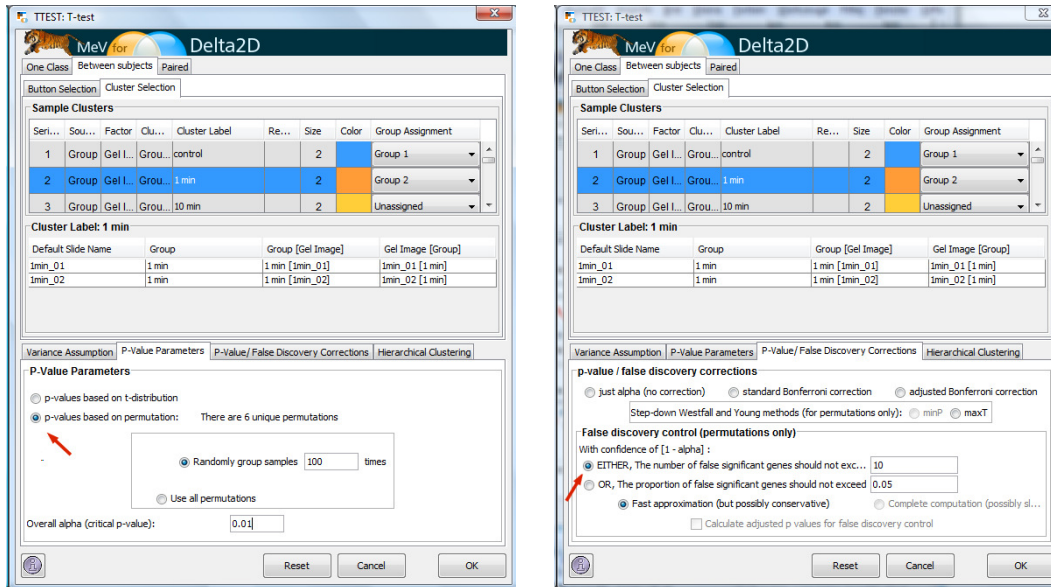 TTEST: T-test
MeV for Delta2D
One Class Between subjects Paired
Button Selection Cluster Selection
Sample Clusters
Seri... Sou... Factor Clu... Cluster Label Re... Size Color Group Assignment
1 Group Gel I... Grou... control 2 Group 1
2 Group Gel I... Grou... 1 min 2 Group 2
3 Group Gel I... Grou... 10 min 2 Unassigned
Cluster Label: 1 min
Default Slide Name Group Group [Gel Image] Gel Image [Group]
1min_01 1 min 1 min [1min_01] 1min_01 [1 min]
1min_02 1 min 1 min [1min_02] 1min_02 [1 min]
Variance Assumption P-Value Parameters P-Value/ False Discovery Corrections Hierarchical Clustering
P-Value Parameters
p-values based on t-distribution
p-values based on permutation: There are 6 unique permutations
Randomly group samples 100 times
Use all permutations
Overall alpha (critical p-value): 0.01
Reset Cancel OK
TTEST: T-test
MeV for Delta2D
One Class Between subjects Paired
Button Selection Cluster Selection
Sample Clusters
Seri... Sou... Factor Clu... Cluster Label Re... Size Color Group Assignment
1 Group Gel I... Grou... control 2 Group 1
2 Group Gel I... Grou... 1 min 2 Group 2
3 Group Gel I... Grou... 10 min 2 Unassigned
Cluster Label: 1 min
Default Slide Name Group Group [Gel Image] Gel Image [Group]
1min_01 1 min 1 min [1min_01] 1min_01 [1 min]
1min_02 1 min 1 min [1min_02] 1min_02 [1 min]
Variance Assumption P-Value Parameters P-Value/ False Discovery Corrections Hierarchical Clustering
p-value / false discovery corrections
just alpha (no correction) standard Bonferroni correction adjusted Bonferroni correction
Step-down Westfall and Young methods (for permutations only): minP maxT
False discovery control (permutations only)
With confidence of [1 - alpha] :
EITHER, The number of false significant genes should not exc... 10
OR, The proportion of false significant genes should not exceed 0.05
Fast approximation (but possibly conservative) Complete computation (possibly sl...
Calculate adjusted p values for false discovery control
Reset Cancel OK